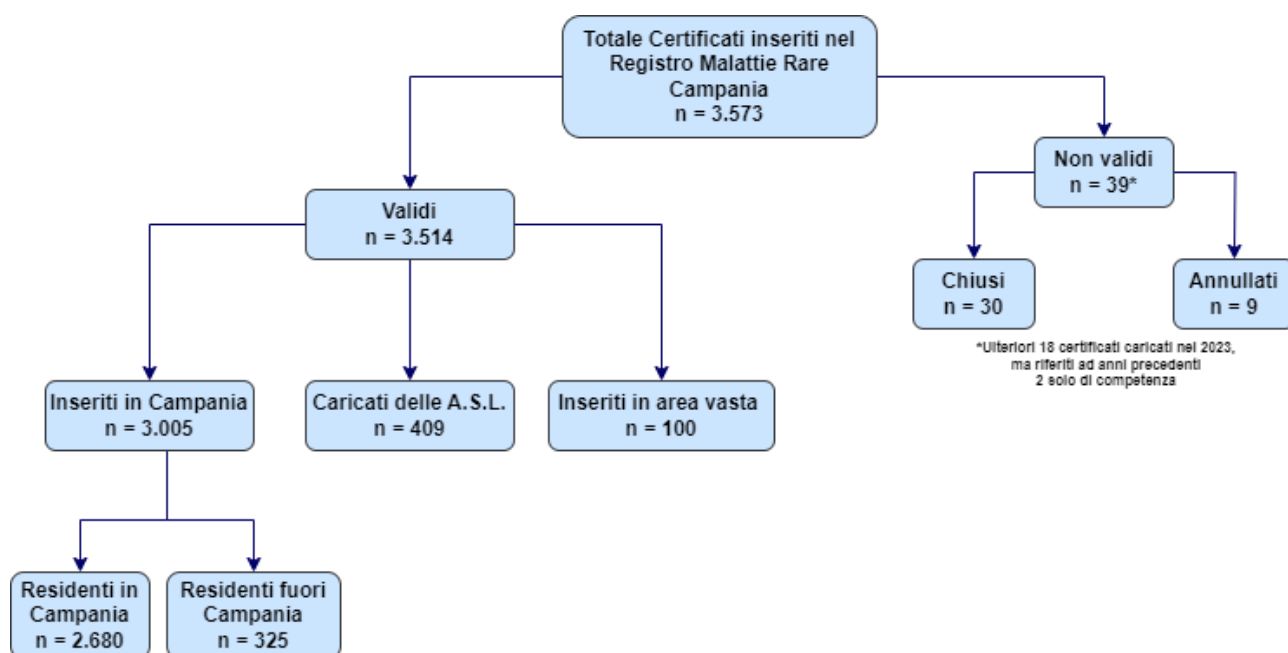 Totale Certificati inseriti nel
Registro Malattie Rare
Campania
n = 3.573
Non validi
n = 39*
Validi
n = 3.514
Chiusi
n = 30
Annullati
n = 9
*Ulteriori 18 certificati caricati nel 2023,
ma riferiti ad anni precedenti
2 solo di competenza
Inseriti in Campania
n = 3.005
Caricati delle A.S.L.
n = 409
Inseriti in area vasta
n = 100
Residenti in
Campania
n = 2.680
Residenti fuori
Campania
n = 325